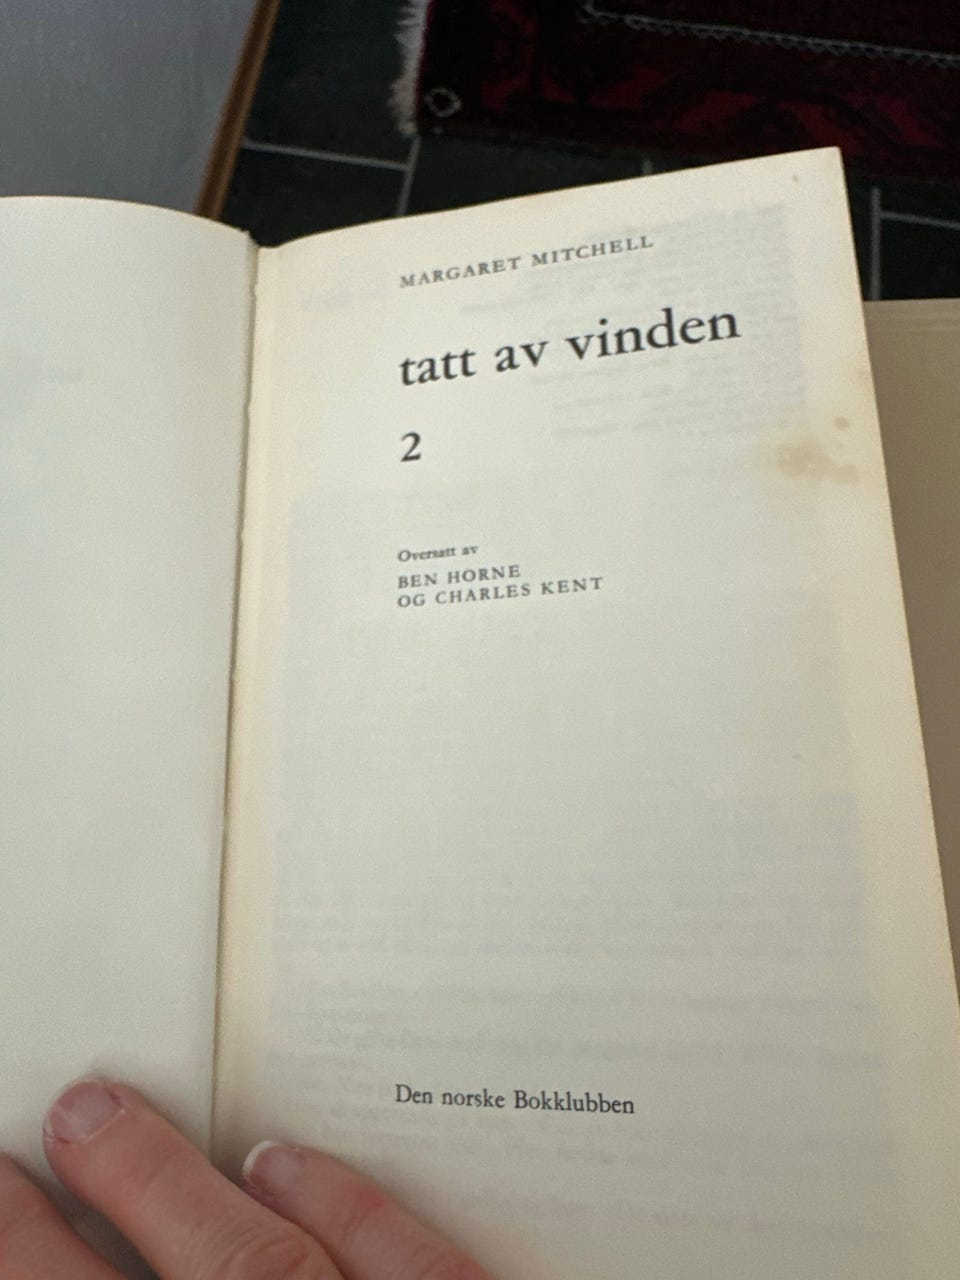 MARGARET MITCHELL
tatt av vinden
2
Oversatt av
BEN HORNE
OG CHARLES KENT
Den norske Bokklubben